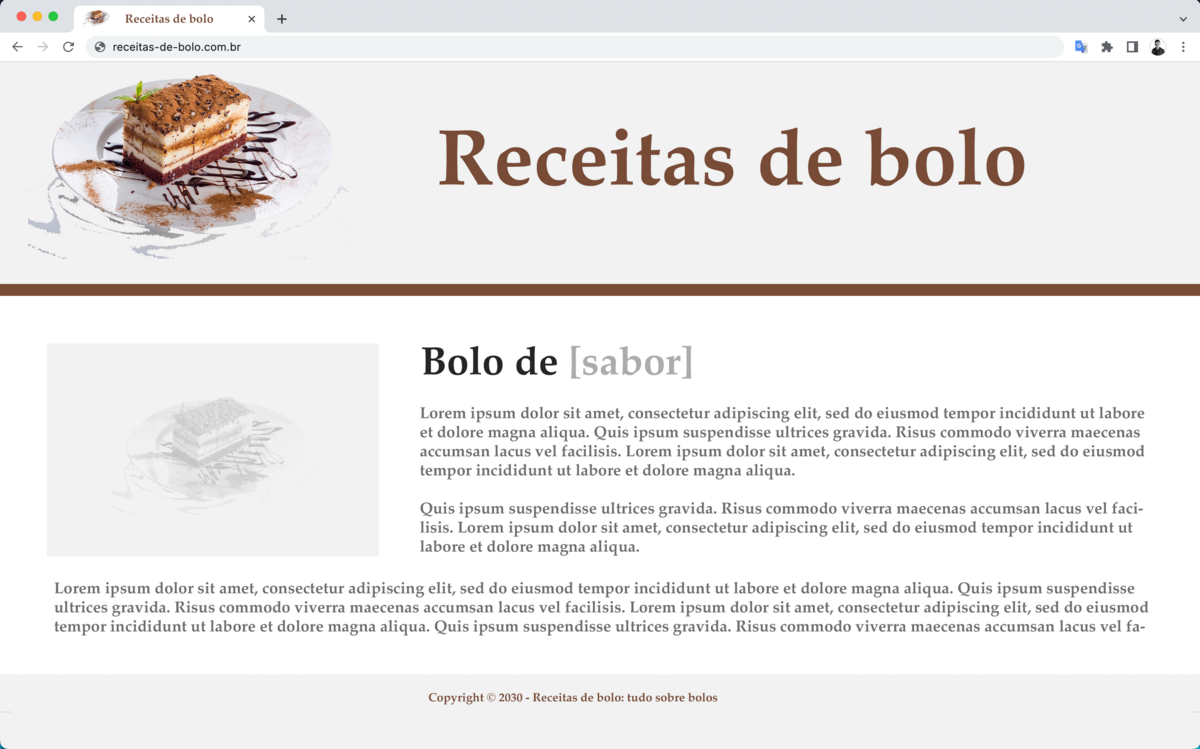 Receitas de bolo
receitas-de-bolo.com.br
Receitas de bolo
Bolo de [sabor]
Lorem ipsum dolor sit amet, consectetur adipiscing elit, sed do eiusmod tempor incididunt ut labore
et dolore magna aliqua. Quis ipsum suspendisse ultrices gravida. Risus commodo viverra maecenas
accumsan lacus vel facilisis. Lorem ipsum dolor sit amet, consectetur adipiscing elit, sed do eiusmod
tempor incididunt ut labore et dolore magna aliqua.
Quis ipsum suspendisse ultrices gravida. Risus commodo viverra maecenas accumsan lacus vel faci-
lisis. Lorem ipsum dolor sit amet, consectetur adipiscing elit, sed do eiusmod tempor incididunt ut
labore et dolore magna aliqua.
Lorem ipsum dolor sit amet, consectetur adipiscing elit, sed do eiusmod tempor incididunt ut labore et dolore magna aliqua. Quis ipsum suspendisse
ultrices gravida. Risus commodo viverra maecenas accumsan lacus vel facilisis. Lorem ipsum dolor sit amet, consectetur adipiscing elit, sed do eiusmod
tempor incididunt ut labore et dolore magna aliqua. Quis ipsum suspendisse ultrices gravida. Risus commodo viverra maecenas accumsan lacus vel fa-
Copyright © 2030 - Receitas de bolo: tudo sobre bolos